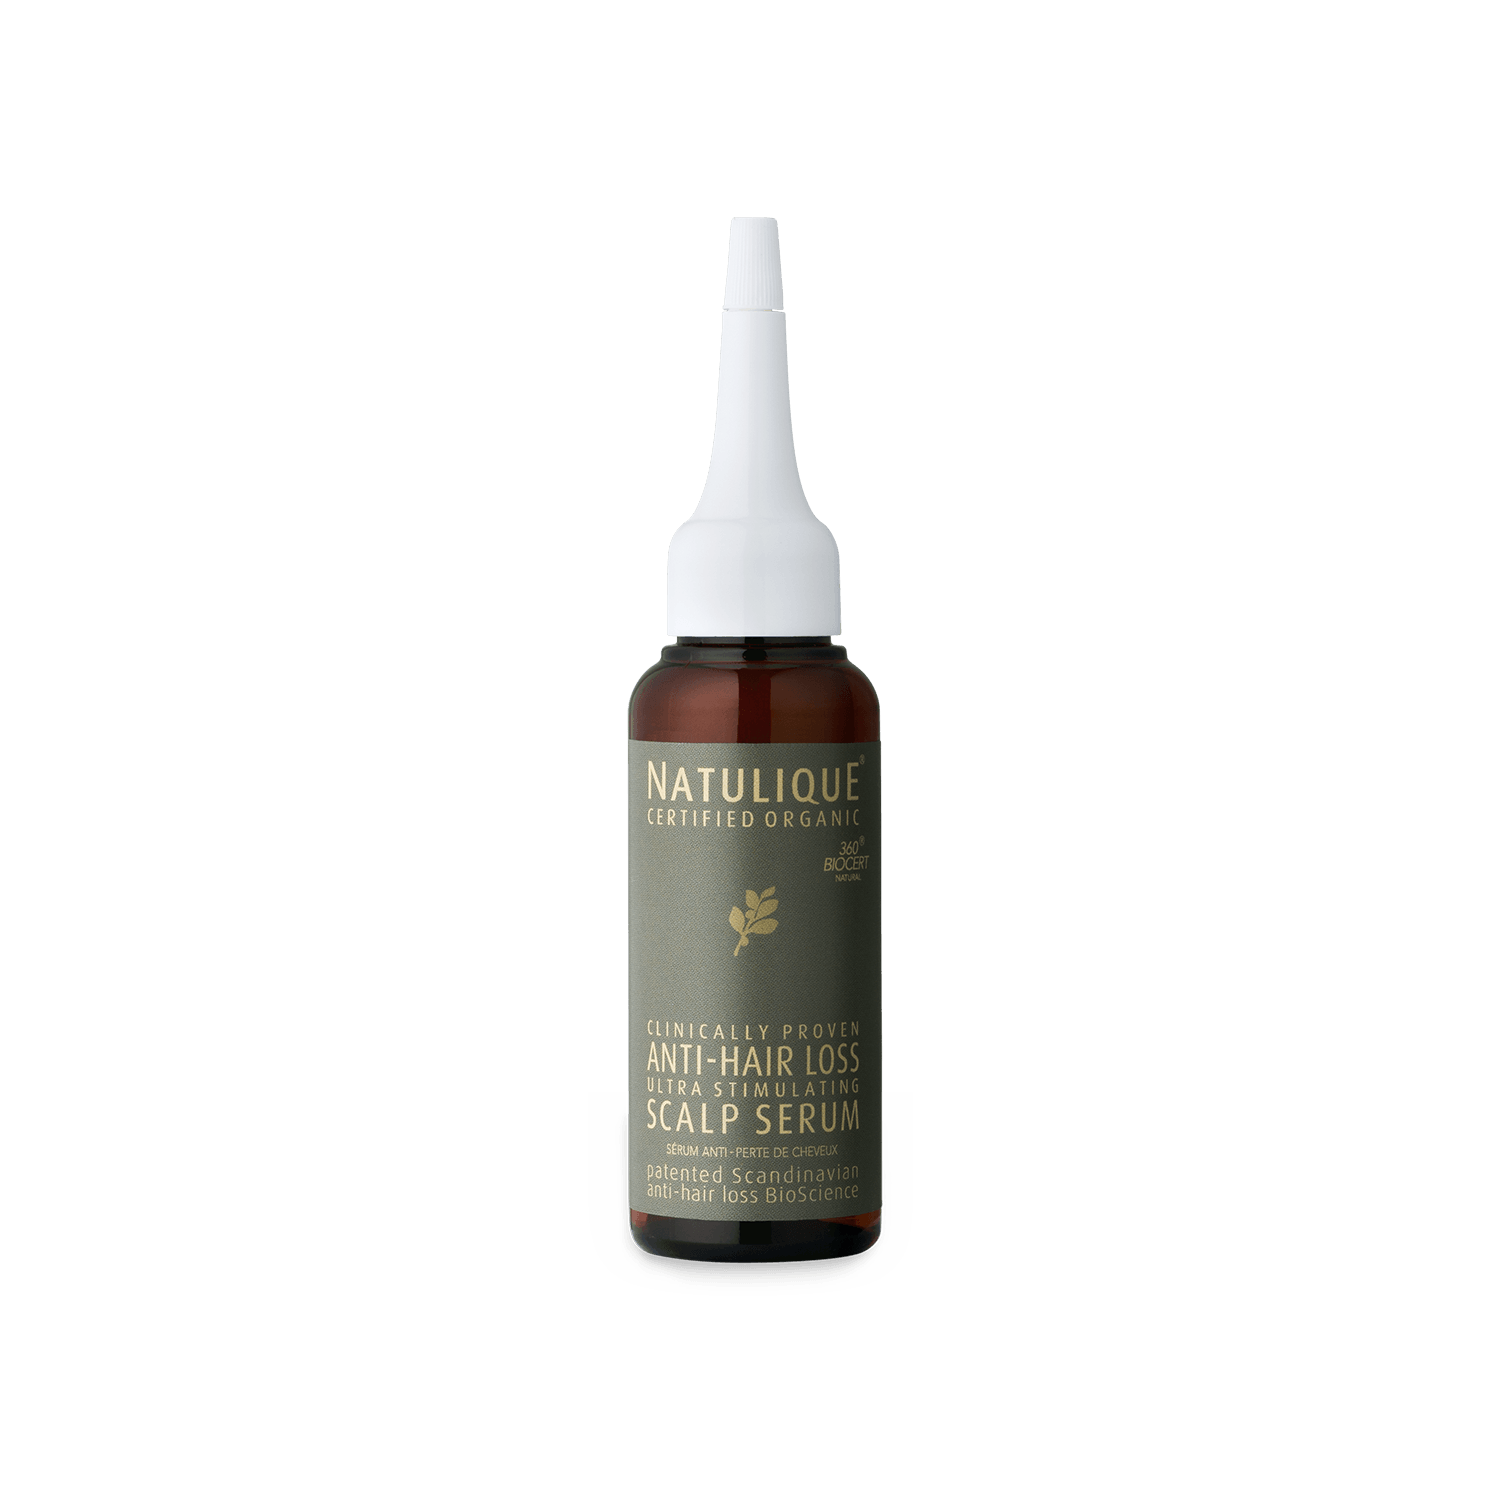 NATULIQUE®
CERTIFIED ORGANIC
360®
BIOCERT
NATURAL
CLINICALLY PROVEN
ANTI-HAIR LOSS
ULTRA STIMULATING
SCALP SERUM
SÉRUM ANTI-PERTE DE CHEVEUX
patented Scandinavian
anti-hair loss BioScience